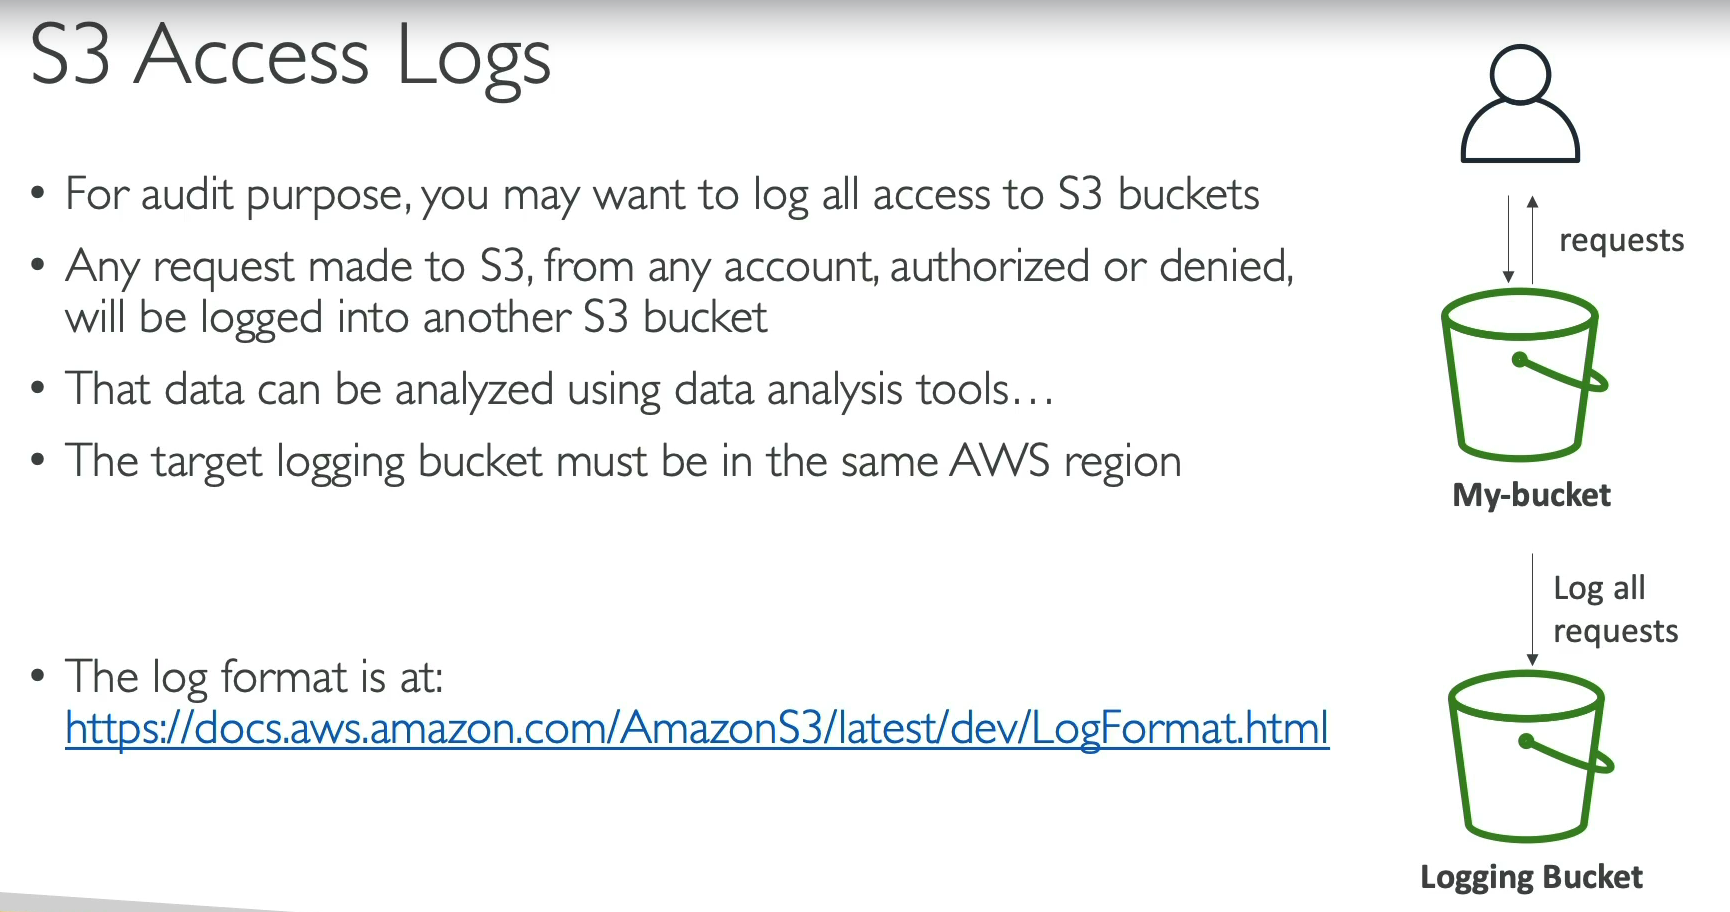 S3 Access Logs
• For audit purpose, you may want to log all access to S3 buckets
• Any request made to S3, from any account, authorized or denied,
will be logged into another S3 bucket
• That data can be analyzed using data analysis tools…
• The target logging bucket must be in the same AWS region
• The log format is at:
https://docs.aws.amazon.com/AmazonS3/latest/dev/LogFormat.html
requests
My-bucket
Log all
requests
Logging Bucket